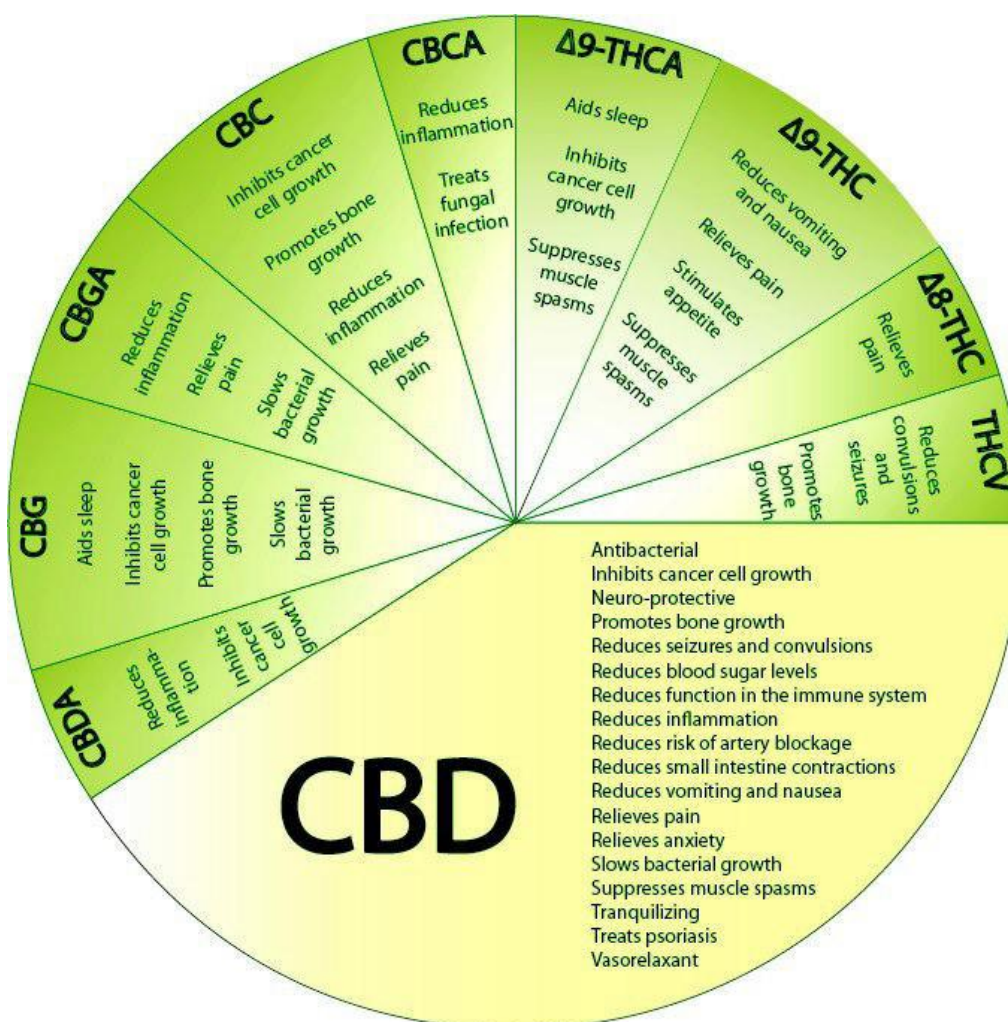 CBCA
Reduces
inflammation
Treats
fungal
infection
Δ9-THCA
Aids sleep
Inhibits
cancer cell
growth
Suppresses
muscle
spasms
Δ9-THC
Reduces vomiting
and nausea
Relieves pain
Stimulates
appetite
Suppresses
muscle
spasms
Δ8-THC
Relieves
pain
THCV
Reduces
convulsions
and
seizures
Promotes
bone
growth
CBD
Antibacterial
Inhibits cancer cell growth
Neuro-protective
Promotes bone growth
Reduces seizures and convulsions
Reduces blood sugar levels
Reduces function in the immune system
Reduces inflammation
Reduces risk of artery blockage
Reduces small intestine contractions
Reduces vomiting and nausea
Relieves pain
Relieves anxiety
Slows bacterial growth
Suppresses muscle spasms
Tranquilizing
Treats psoriasis
Vasorelaxant
CBDA
Reduces
inflamma-
tion
Inhibits
cancer
cell
growth
CBG
Aids sleep
Inhibits cancer
cell growth
Promotes bone
growth
Slows
bacterial
growth
CBGA
Reduces
inflammation
Relieves
pain
Slows
bacterial
growth
CBC
Inhibits cancer
cell growth
Promotes bone
growth
Reduces
inflammation
Relieves
pain